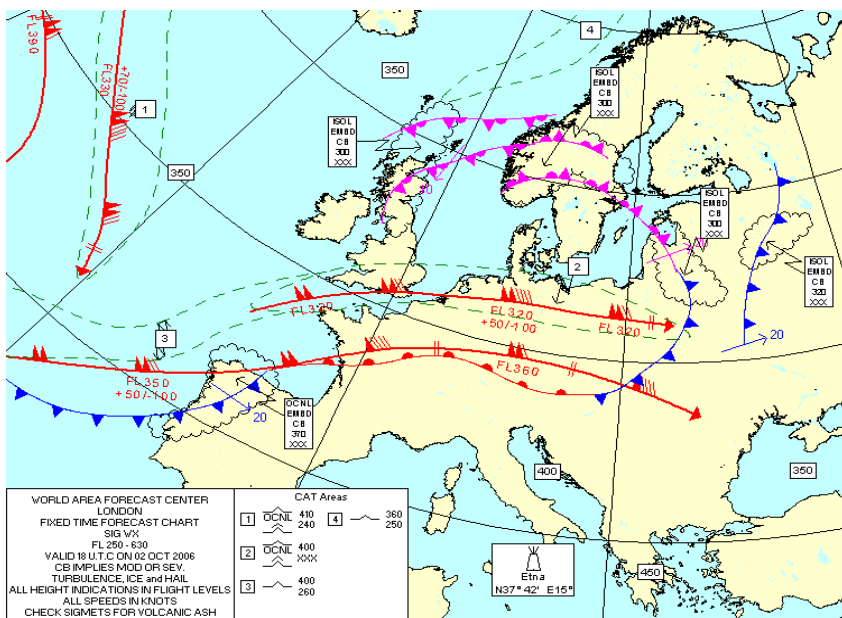 FL390
+70/-100
FL330
1
4
350
ISOL
EMBD
CB
300
XXX
ISOL
EMBD
CB
300
XXX
350
ISOL
EMBD
CB
300
XXX
ISOL
EMBD
CB
320
XXX
2
3
FL320
+50/-100
FL320
20
FL350
+50/-100
FL360
20
OCNL
EMBD
CB
370
XXX
400
350
450
WORLD AREA FORECAST CENTER
LONDON
FIXED TIME FORECAST CHART
SIG WX
FL 250 - 630
VALID 18 U.T.C ON 02 OCT 2006
CB IMPLIES MOD OR SEV.
TURBULENCE, ICE and HAIL
ALL HEIGHT INDICATIONS IN FLIGHT LEVELS
ALL SPEEDS IN KNOTS
CHECK SIGMETS FOR VOLCANIC ASH
CAT Areas
1 OCNL 410
240
2 OCNL 400
XXX
3 400
260
4 360
250
Etna
N37° 42' E15°